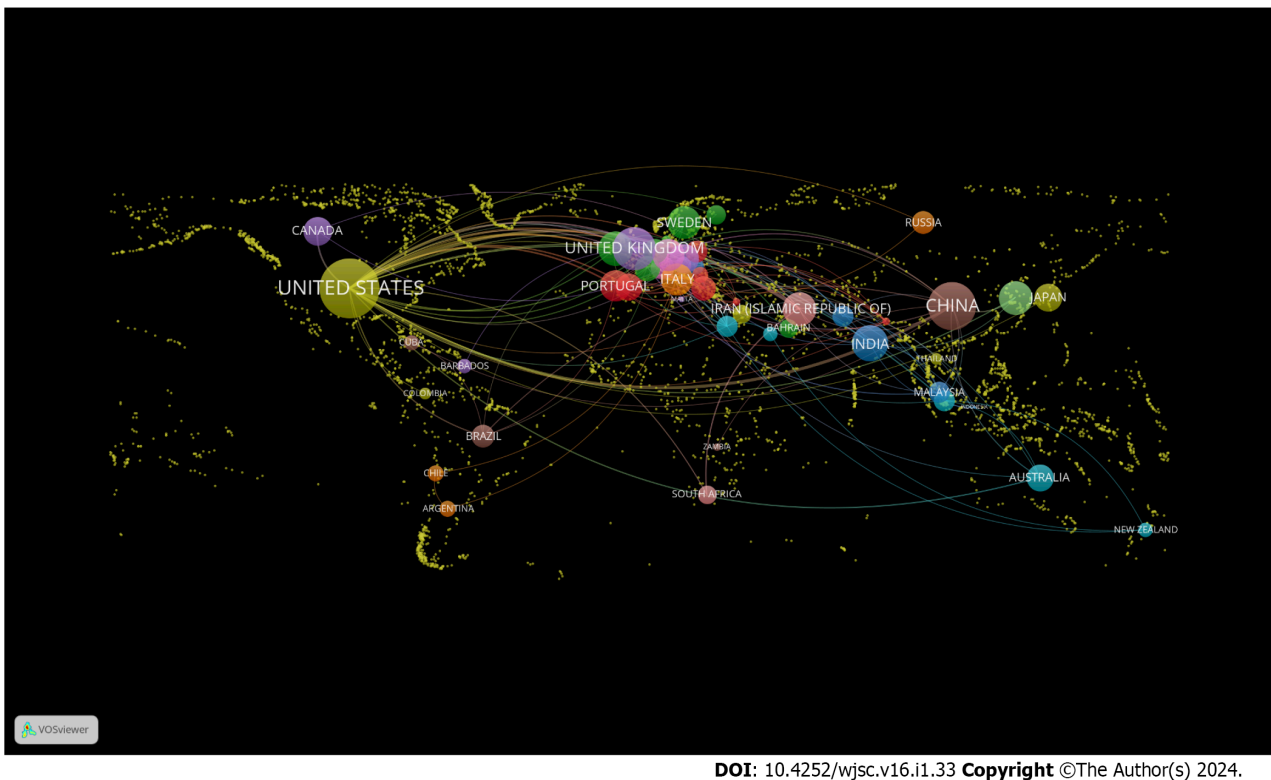 SWEDEN
RUSSIA
CANADA
UNITED KINGDOM
ITALY
UNITED STATES
PORTUGAL
MALTA
CHINA
JAPAN
IRAN (ISLAMIC REPUBLIC OF)
BAHRAIN
CUBA
INDIA
THAILAND
BARBADOS
COLOMBIA
MALAYSIA
INDONESIA
BRAZIL
ZAMBIA
CHILE
AUSTRALIA
SOUTH AFRICA
ARGENTINA
NEW ZEALAND
VOSviewer
DOI: 10.4252/wjsc.v16.i1.33 Copyright ©The Author(s) 2024.